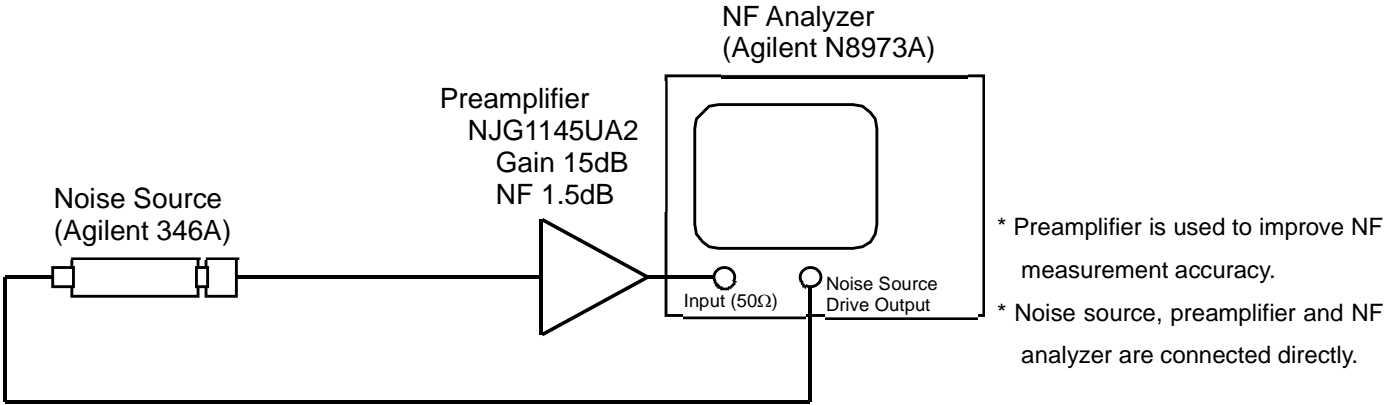 NF Analyzer
(Agilent N8973A)
Preamplifier
NJG1145UA2
Gain 15dB
NF 1.5dB
Noise Source
(Agilent 346A)
Input (50Ω)
Noise Source
Drive Output
* Preamplifier is used to improve NF
measurement accuracy.
* Noise source, preamplifier and NF
analyzer are connected directly.